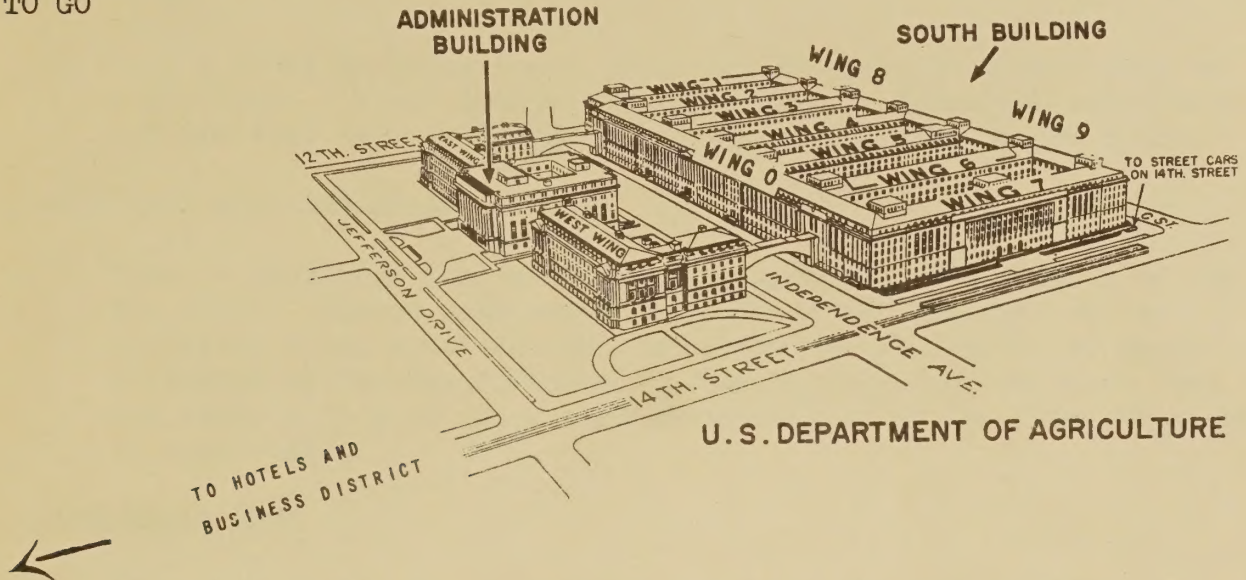 TO GO
ADMINISTRATION
BUILDING
SOUTH BUILDING
WING 8
WING 9
WING 1
WING 2
WING 3
WING 4
WING 5
WING 6
WING 7
WING 0
TO STREET CARS
ON 14TH. STREET
C ST.
12TH. STREET
EAST WING
WEST WING
JEFFERSON DRIVE
INDEPENDENCE AVE.
14TH. STREET
U.S. DEPARTMENT OF AGRICULTURE
TO HOTELS AND
BUSINESS DISTRICT